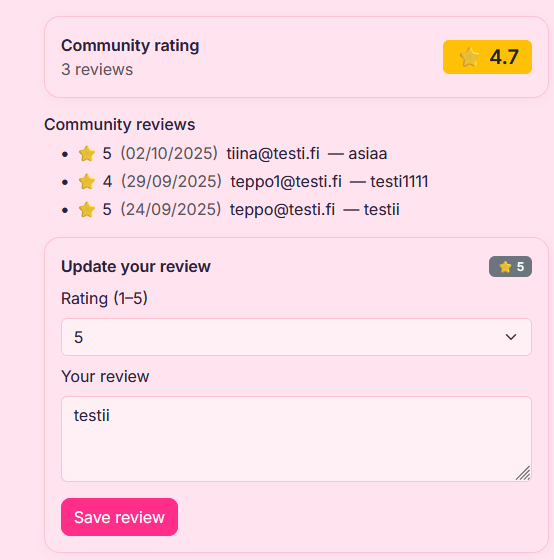 Community rating
3 reviews
⭐ 4.7
Community reviews
• ⭐ 5 (02/10/2025) tiina@testi.fi — asiaa
• ⭐ 4 (29/09/2025) teppo1@testi.fi — testi1111
• ⭐ 5 (24/09/2025) teppo@testi.fi — testii
Update your review
⭐ 5
Rating (1–5)
5
Your review
testii
Save review